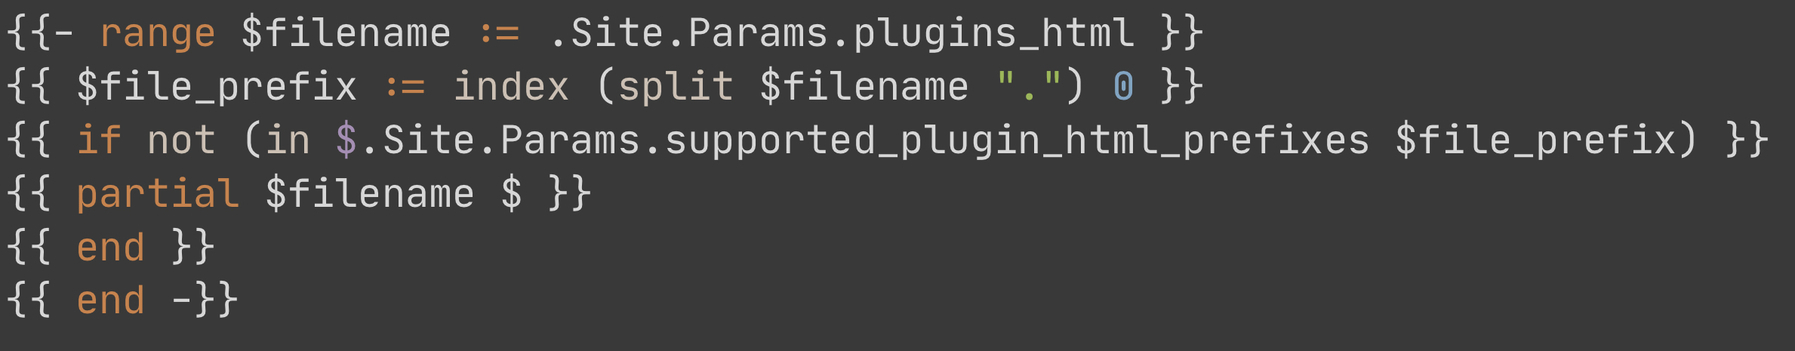 {{- range $filename := .Site.Params.plugins_html }}
{{ $file_prefix := index (split $filename ".") 0 }}
{{ if not (in $.Site.Params.supported_plugin_html_prefixes $file_prefix) }}
{{ partial $filename $ }}
{{ end }}
{{ end -}}